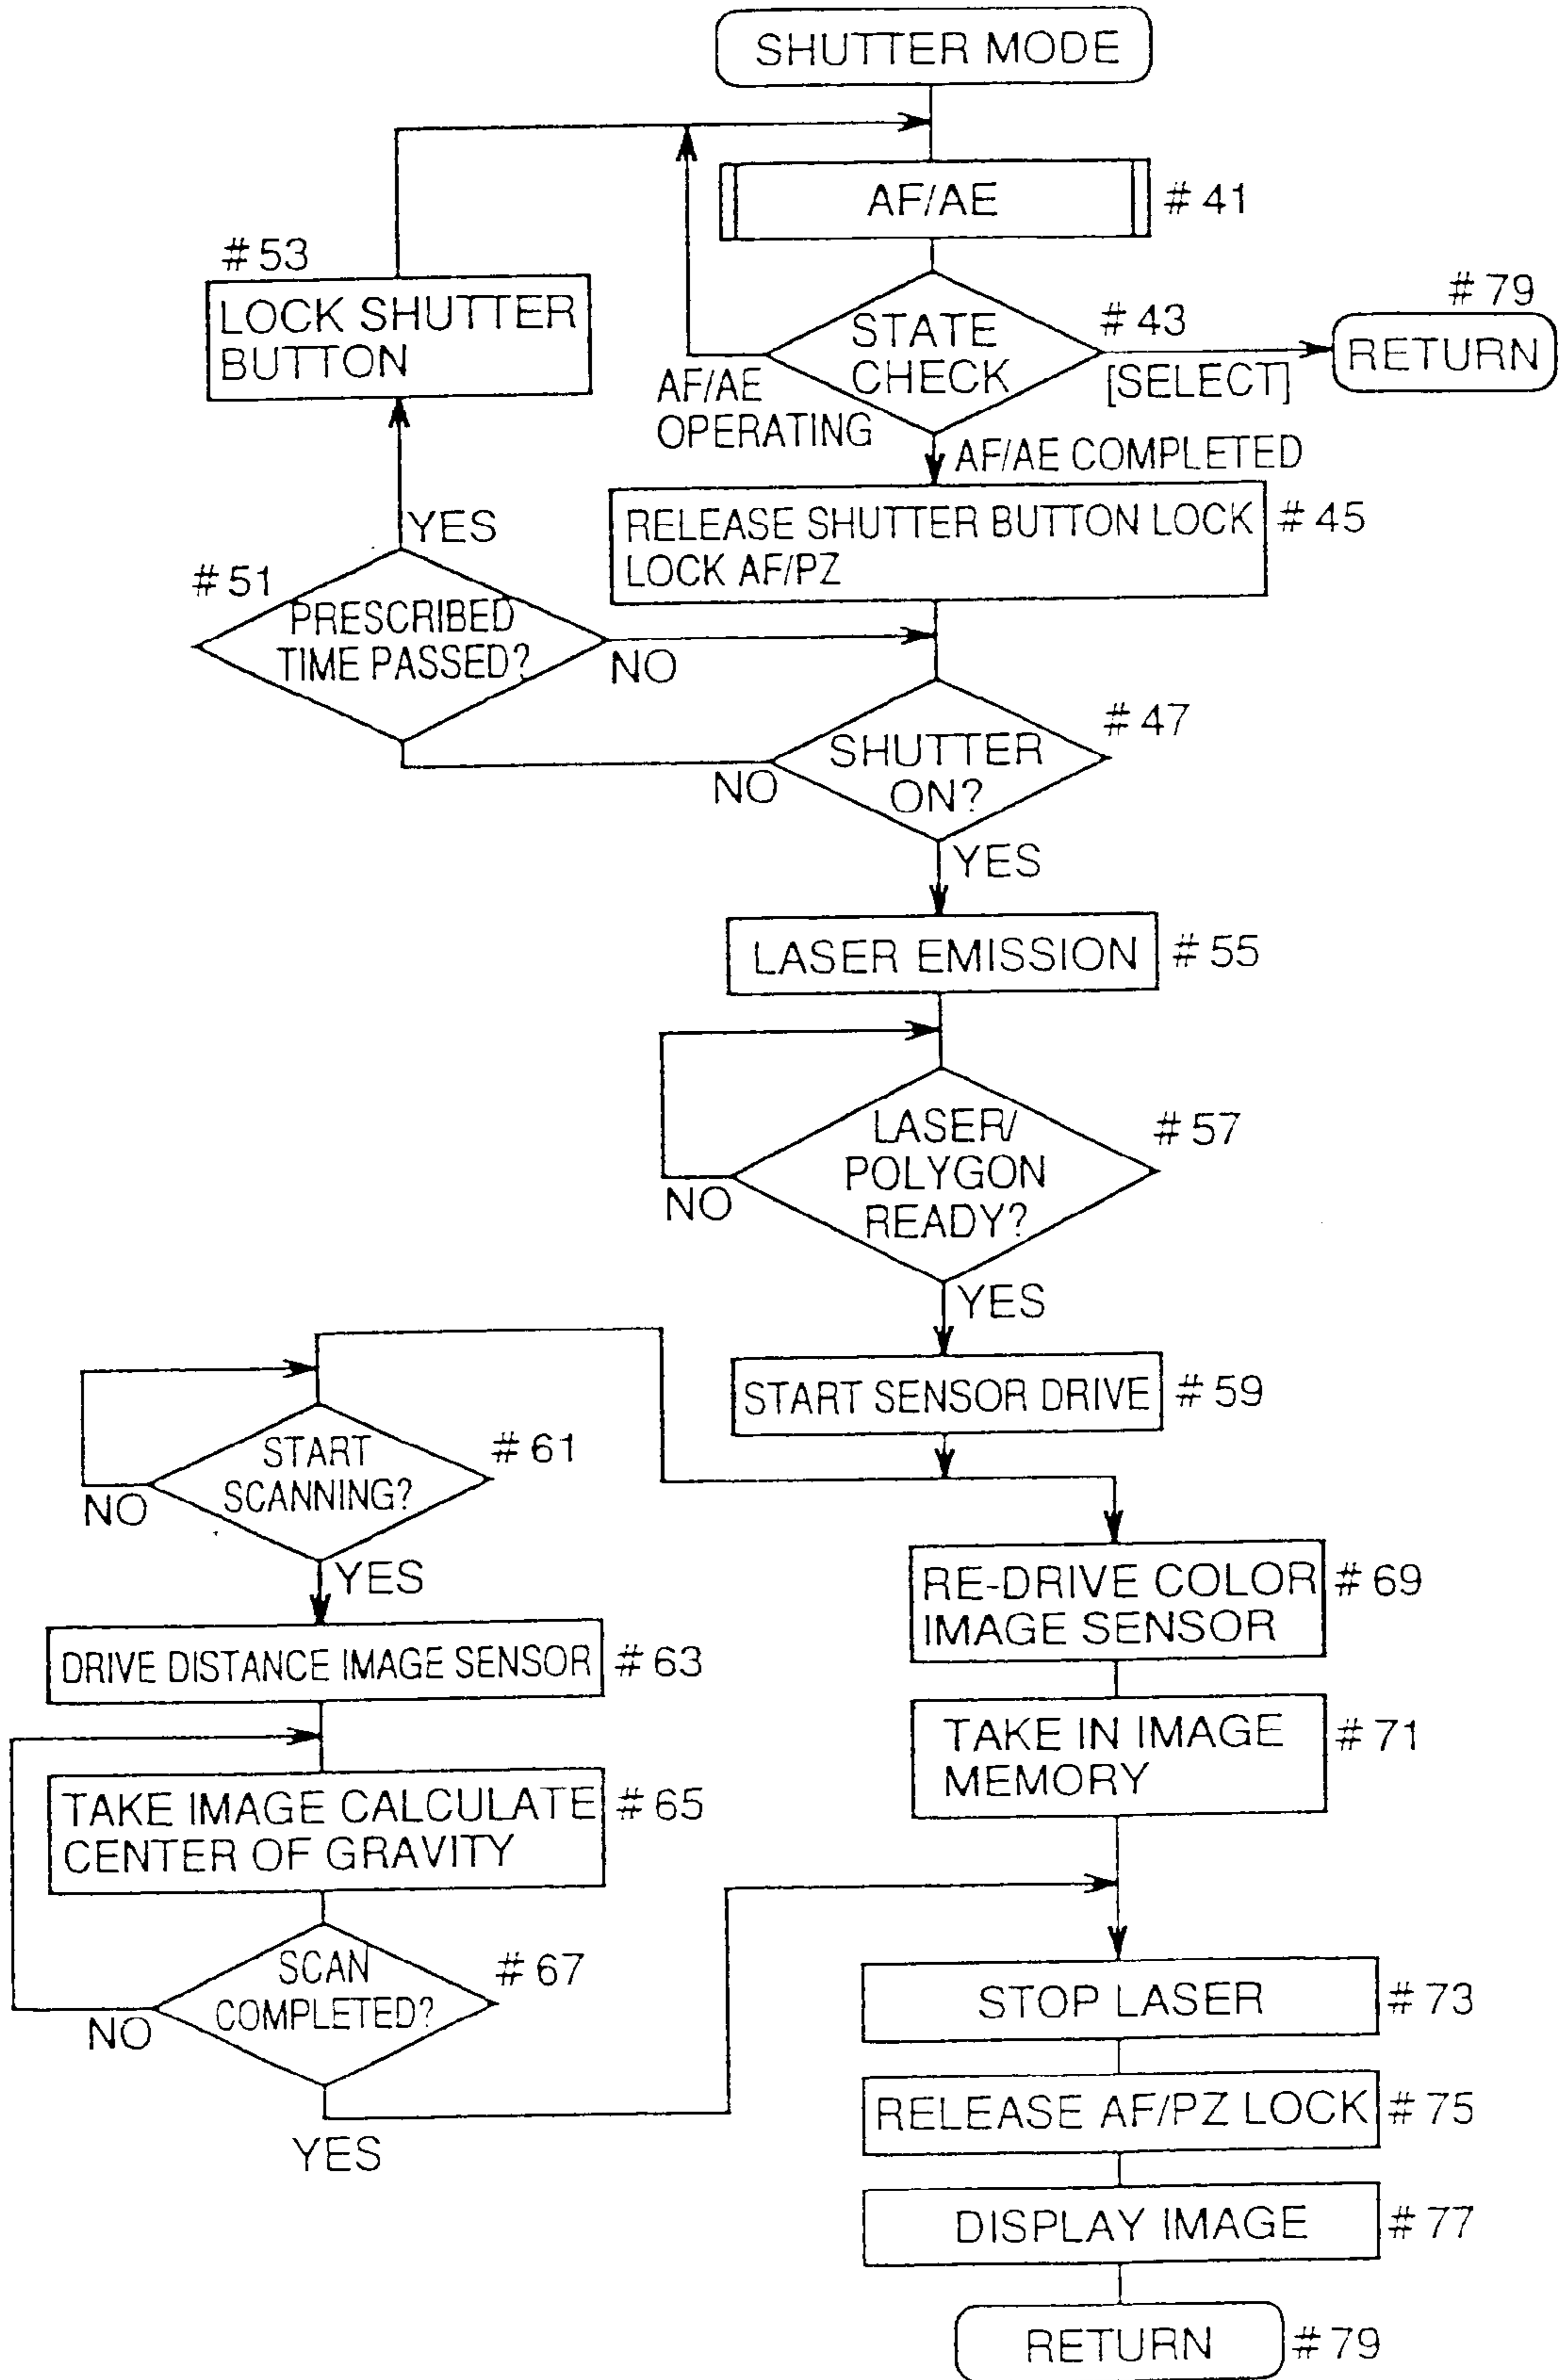 SHUTTER MODE
AF/AE
# 41
# 53
LOCK SHUTTER
BUTTON
STATE
CHECK
# 43
[SELECT]
# 79
RETURN
AF/AE
OPERATING
AF/AE COMPLETED
RELEASE SHUTTER BUTTON LOCK
LOCK AF/PZ
# 45
YES
# 51
PRESCRIBED
TIME PASSED?
NO
SHUTTER
ON?
# 47
NO
YES
LASER EMISSION
# 55
LASER/
POLYGON
READY?
# 57
NO
YES
START SENSOR DRIVE
# 59
START
SCANNING?
# 61
NO
YES
DRIVE DISTANCE IMAGE SENSOR
# 63
TAKE IMAGE CALCULATE
CENTER OF GRAVITY
# 65
SCAN
COMPLETED?
# 67
NO
YES
RE-DRIVE COLOR
IMAGE SENSOR
# 69
TAKE IN IMAGE
MEMORY
# 71
STOP LASER
# 73
RELEASE AF/PZ LOCK
# 75
DISPLAY IMAGE
# 77
RETURN
# 79